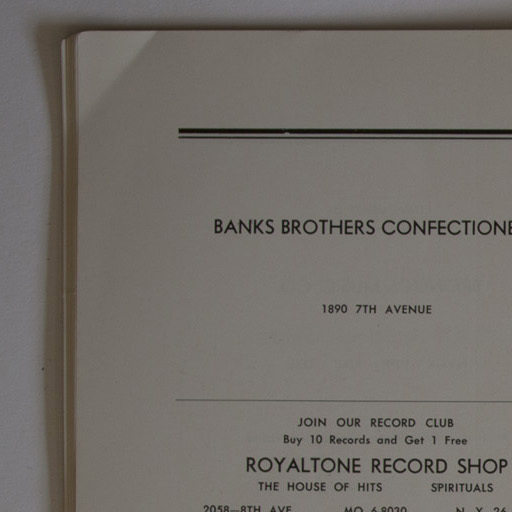 BANKS BROTHERS CONFECTIONE
1890 7TH AVENUE
JOIN OUR RECORD CLUB
Buy 10 Records and Get 1 Free
ROYALTONE RECORD SHOP
THE HOUSE OF HITS SPIRITUALS
2058—8TH AVE. MO 6-8030 N. Y. 26